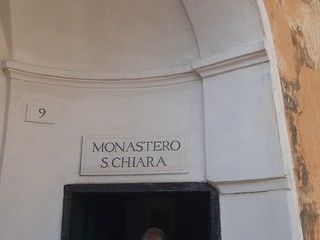 9
MONASTERO
S. CHIARA